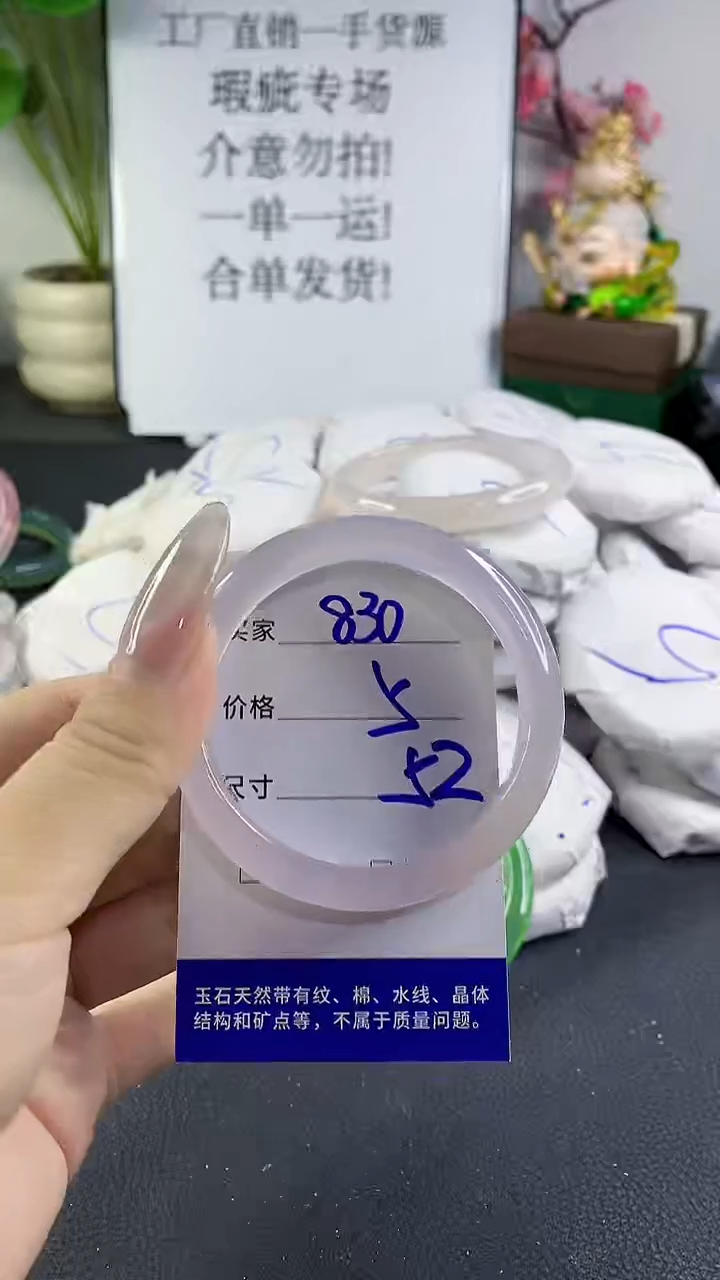 工厂直销一手货源
瑕疵专场
介意勿拍!
一单一运!
合单发货!
买家 830
价格 5
尺寸 52
玉石天然带有纹、棉、水线、晶体
结构和矿点等，不属于质量问题。